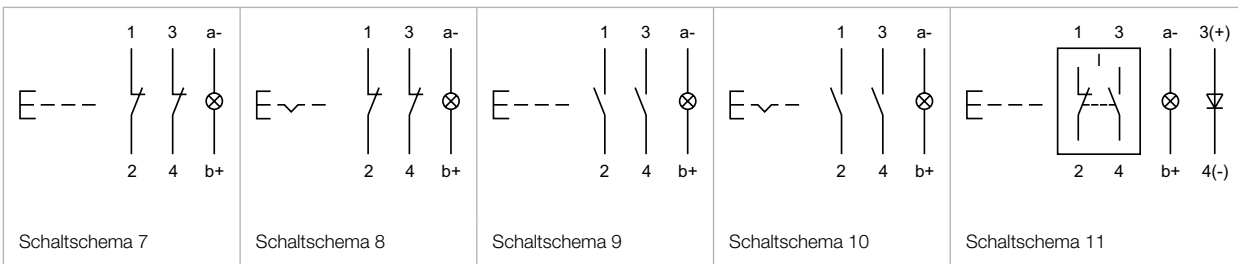 1 3 a- 1 3 a- 1 3 a- 1 3 a- 1 3 a- 3(+)
2 4 b+ 2 4 b+ 2 4 b+ 2 4 b+ 2 4 b+ 4(-)
Schaltschema 7 Schaltschema 8 Schaltschema 9 Schaltschema 10 Schaltschema 11